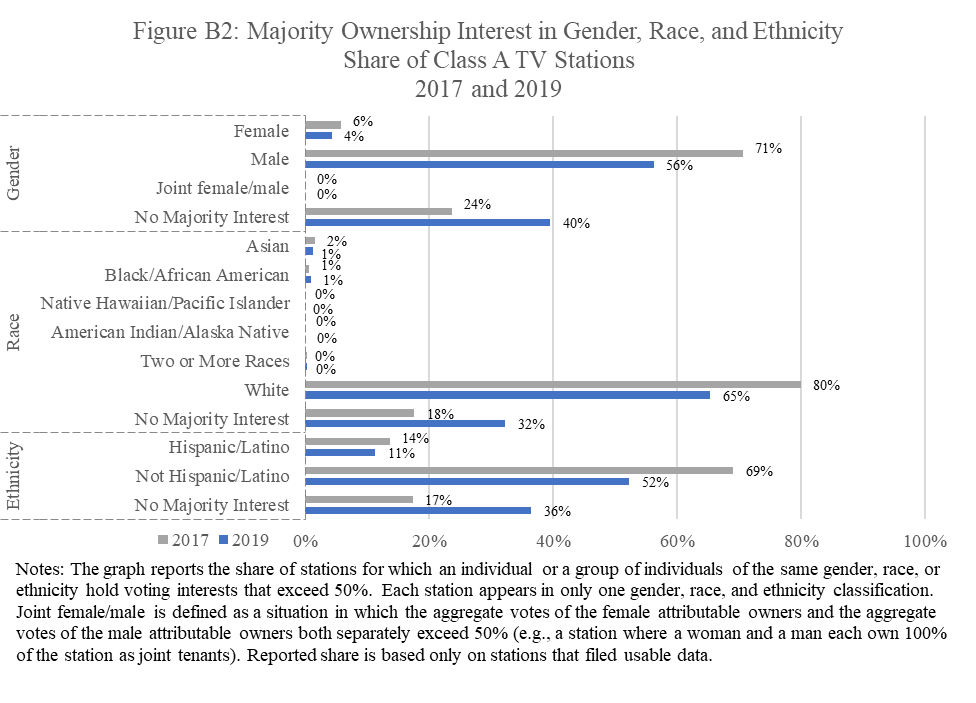 Figure B2: Majority Ownership Interest in Gender, Race, and Ethnicity
Share of Class A TV Stations
2017 and 2019
Gender
Female
6%
4%
Male
71%
56%
Joint female/male
0%
0%
No Majority Interest
24%
40%
Race
Asian
2%
1%
Black/African American
1%
1%
Native Hawaiian/Pacific Islander
0%
0%
American Indian/Alaska Native
0%
0%
Two or More Races
0%
0%
White
80%
65%
No Majority Interest
18%
32%
Ethnicity
Hispanic/Latino
14%
11%
Not Hispanic/Latino
69%
52%
No Majority Interest
17%
36%
2017 2019
0% 20% 40% 60% 80% 100%
Notes: The graph reports the share of stations for which an individual or a group of individuals of the same gender, race, or
ethnicity hold voting interests that exceed 50%. Each station appears in only one gender, race, and ethnicity classification.
Joint female/male is defined as a situation in which the aggregate votes of the female attributable owners and the aggregate
votes of the male attributable owners both separately exceed 50% (e.g., a station where a woman and a man each own 100%
of the station as joint tenants). Reported share is based only on stations that filed usable data.